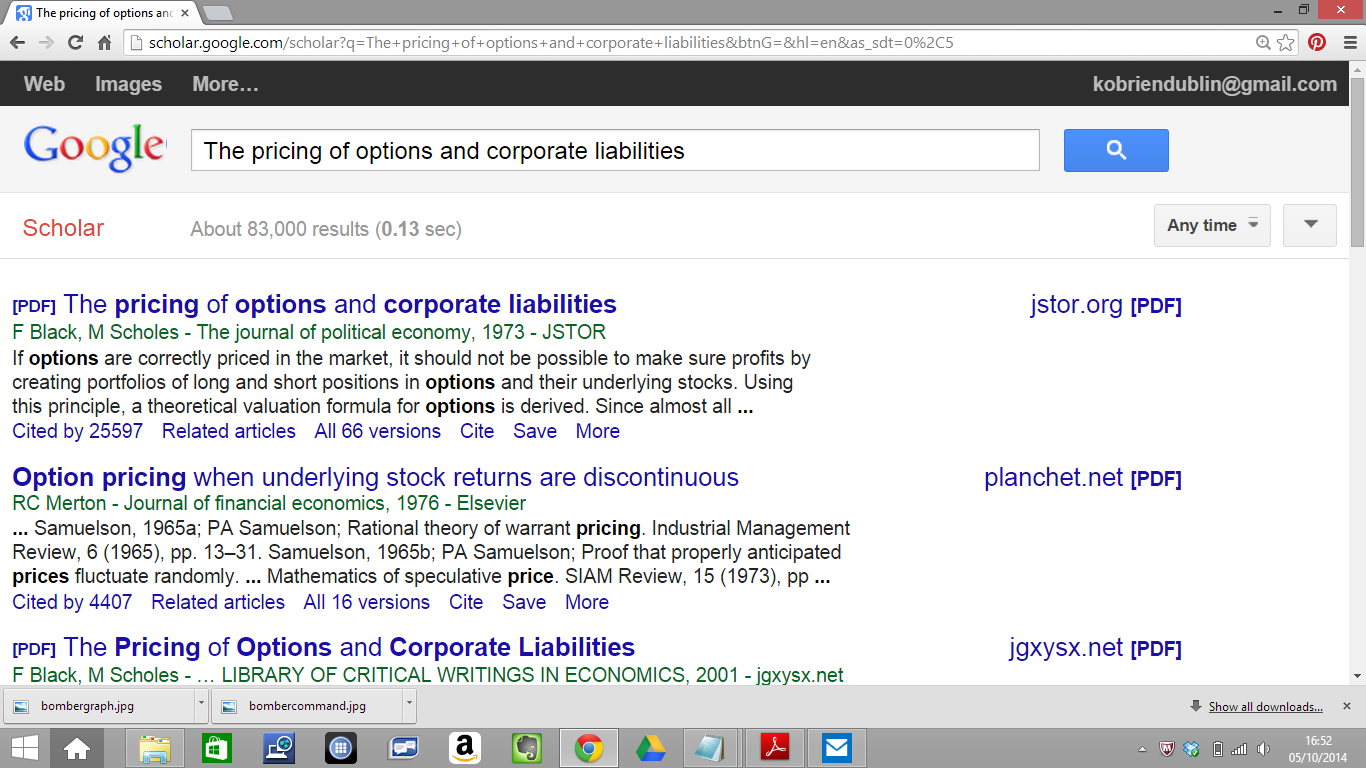 The pricing of options and
scholar.google.com/scholar?q=The+pricing+of+options+and+corporate+liabilities&btnG=&hl=en&as_sdt=0%2C5
Web Images More... kobriendublin@gmail.com
Google The pricing of options and corporate liabilities
Scholar About 83,000 results (0.13 sec) Any time
[PDF] The pricing of options and corporate liabilities jstor.org [PDF]
F Black, M Scholes - The journal of political economy, 1973 - JSTOR
If options are correctly priced in the market, it should not be possible to make sure profits by
creating portfolios of long and short positions in options and their underlying stocks. Using
this principle, a theoretical valuation formula for options is derived. Since almost all ...
Cited by 25597 Related articles All 66 versions Cite Save More
Option pricing when underlying stock returns are discontinuous planchet.net [PDF]
RC Merton - Journal of financial economics, 1976 - Elsevier
... Samuelson, 1965a; PA Samuelson; Rational theory of warrant pricing. Industrial Management
Review, 6 (1965), pp. 13–31. Samuelson, 1965b; PA Samuelson; Proof that properly anticipated
prices fluctuate randomly. ... Mathematics of speculative price. SIAM Review, 15 (1973), pp ...
Cited by 4407 Related articles All 16 versions Cite Save More
[PDF] The Pricing of Options and Corporate Liabilities jgxysx.net [PDF]
F Black, M Scholes - … LIBRARY OF CRITICAL WRITINGS IN ECONOMICS, 2001 - jgxysx.net
bombergraph.jpg bombercommand.jpg Show all downloads...
16:52
05/10/2014